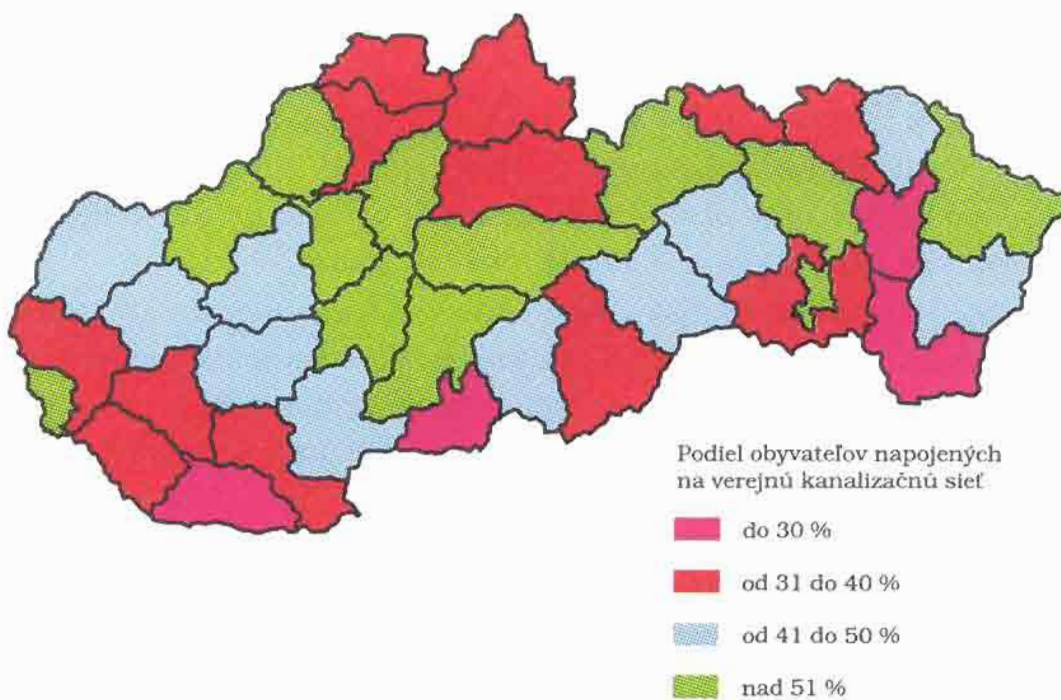 Podiel obyvateľov napojených
na verejnú kanalizačnú sieť
do 30 %
od 31 do 40 %
od 41 do 50 %
nad 51 %